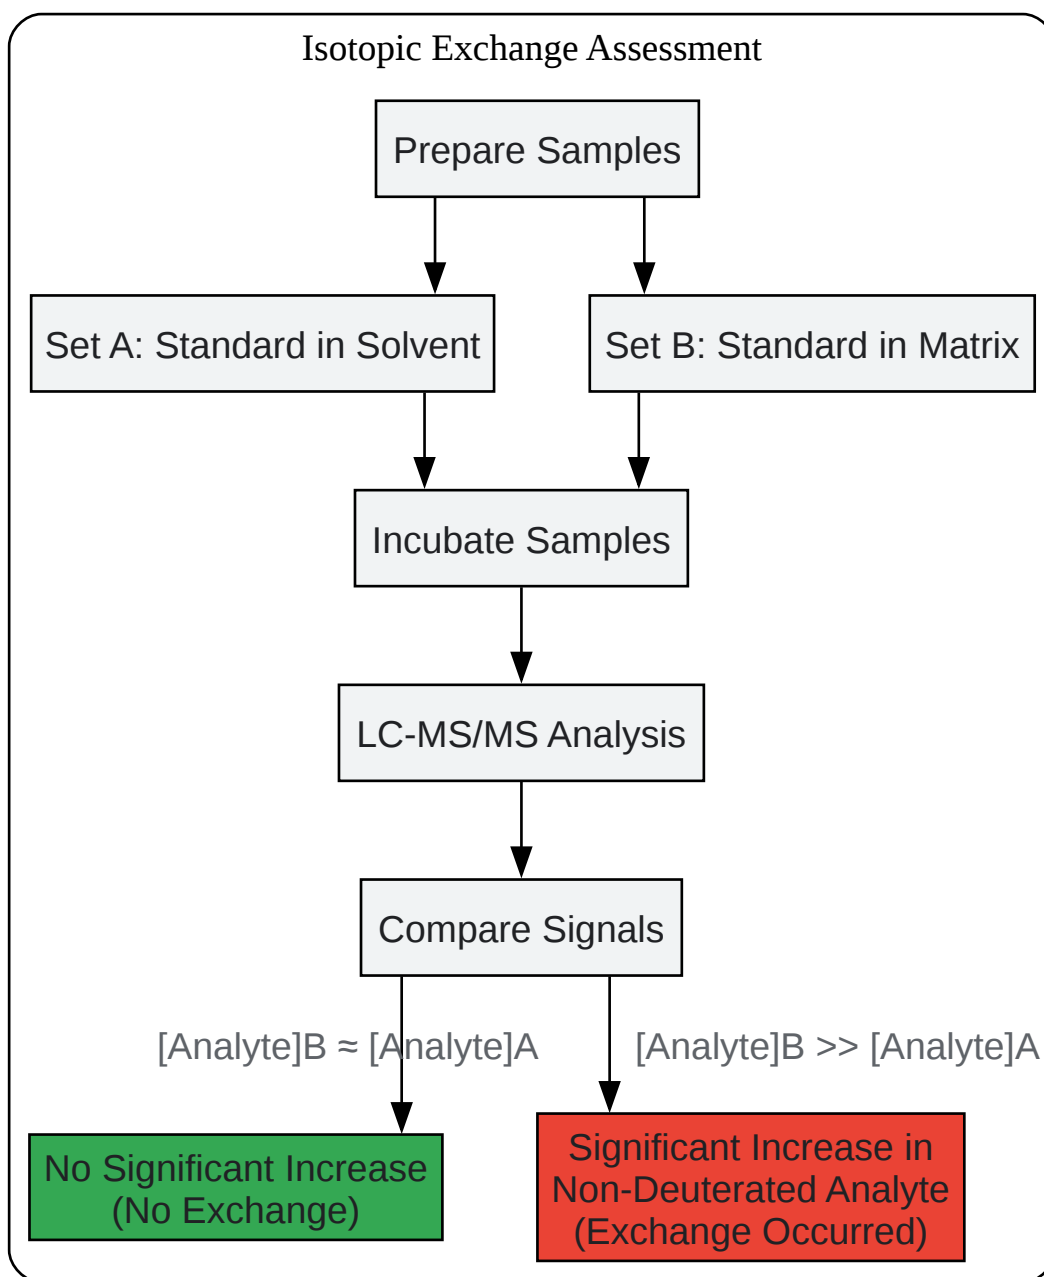 Isotopic Exchange Assessment
Prepare Samples
Set A: Standard in Solvent
Set B: Standard in Matrix
Incubate Samples
LC-MS/MS Analysis
Compare Signals
[Analyte]B ≈ [Analyte]A
[Analyte]B >> [Analyte]A
No Significant Increase
(No Exchange)
Significant Increase in
Non-Deuterated Analyte
(Exchange Occurred)